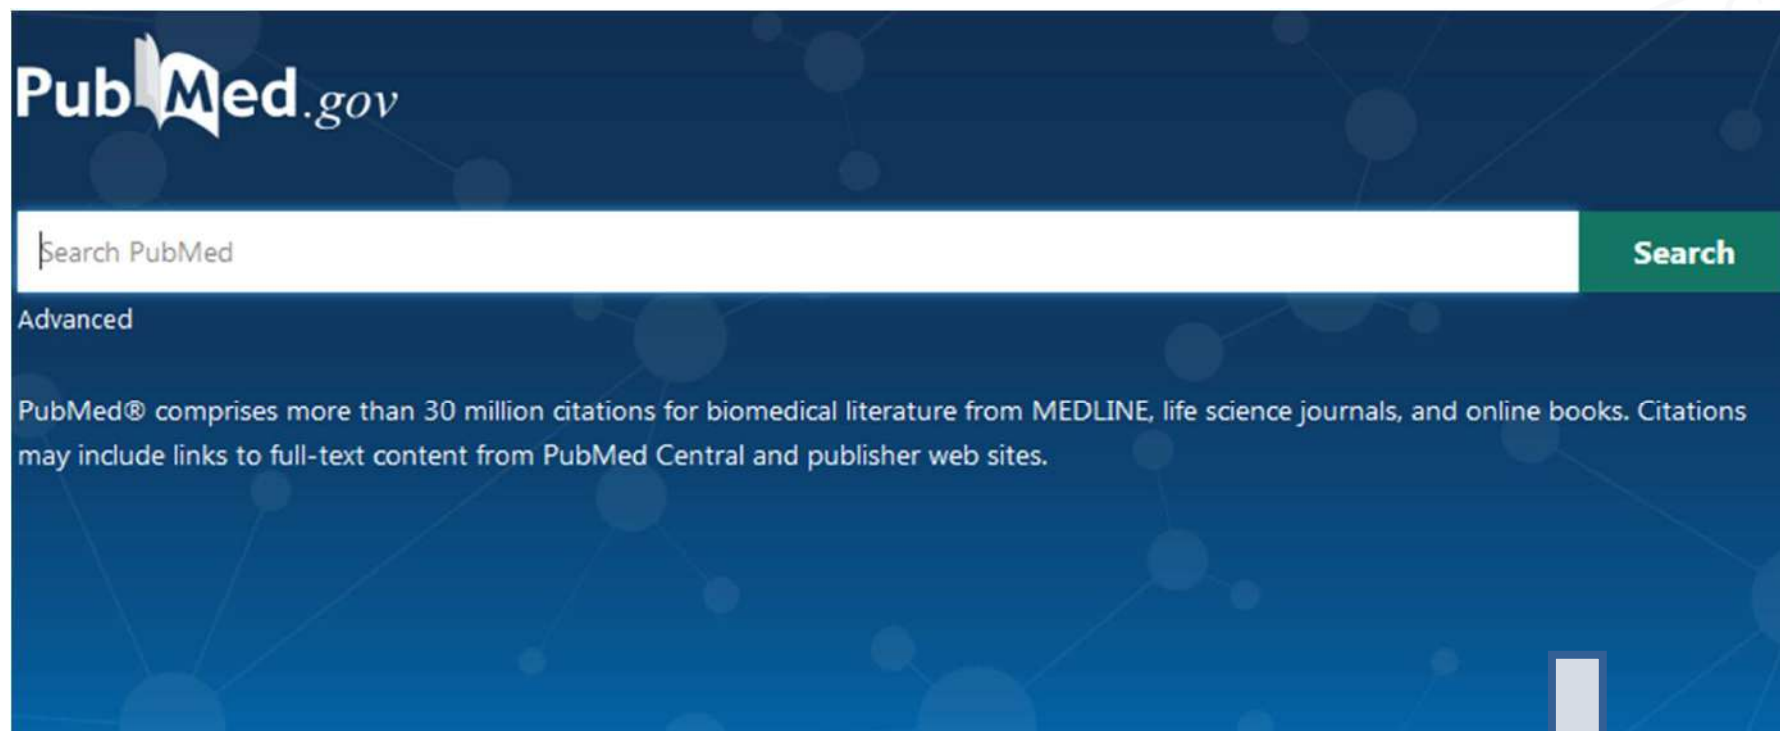 PubMed.gov
Search PubMed
Search
Advanced
PubMed® comprises more than 30 million citations for biomedical literature from MEDLINE, life science journals, and online books. Citations
may include links to full-text content from PubMed Central and publisher web sites.